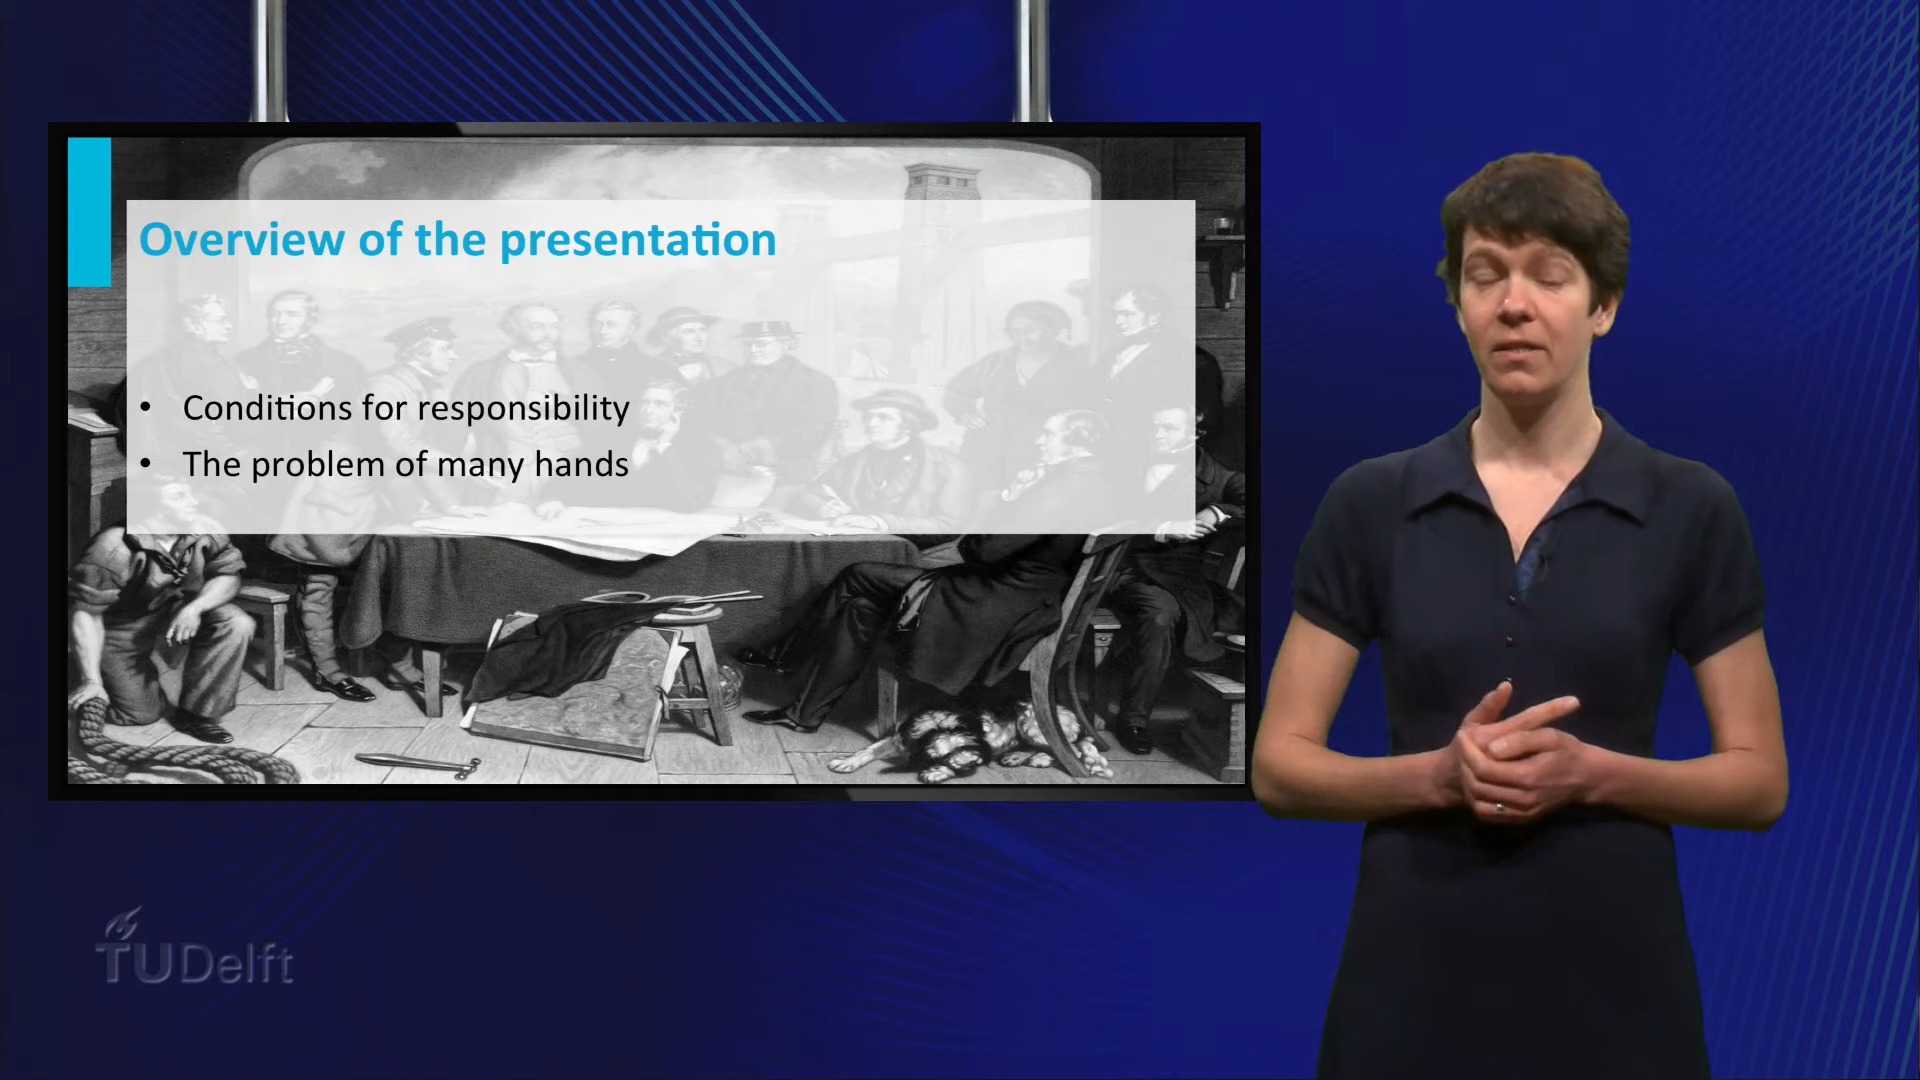 Overview of the presentation
• Conditions for responsibility
• The problem of many hands
TUDelft